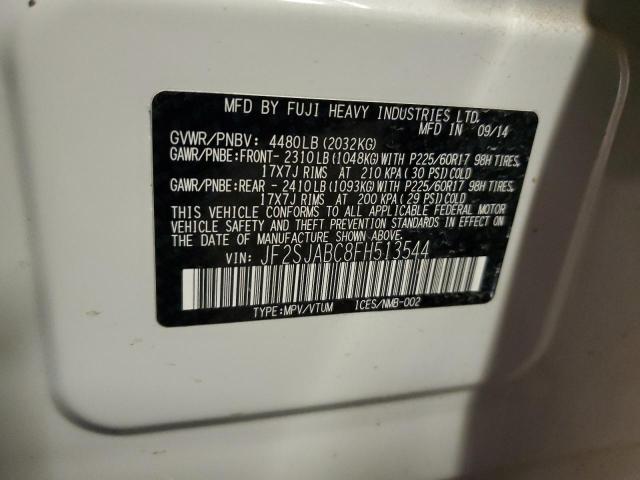 MFD BY FUJI HEAVY INDUSTRIES LTD.
MFD IN 09/14
GVWR/PNBV: 4480LB (2032KG)
GAWR/PNBE:FRONT- 2310LB (1048KG) WITH P225/60R17 98H TIRES,
17X7J RIMS AT 210 KPA ( 30 PSI) COLD
GAWR/PNBE:REAR - 2410LB (1093KG) WITH P225/60R17 98H TIRES,
17X7J RIMS AT 200 KPA ( 29 PSI) COLD
THIS VEHICLE CONFORMS TO ALL APPLICABLE FEDERAL MOTOR
VEHICLE SAFETY AND THEFT PREVENTION STANDARDS IN EFFECT ON
THE DATE OF MANUFACTURE SHOWN ABOVE.
VIN: JF2SJABC8FH513544
TYPE:MPV/VTUM ICES/NMB-002